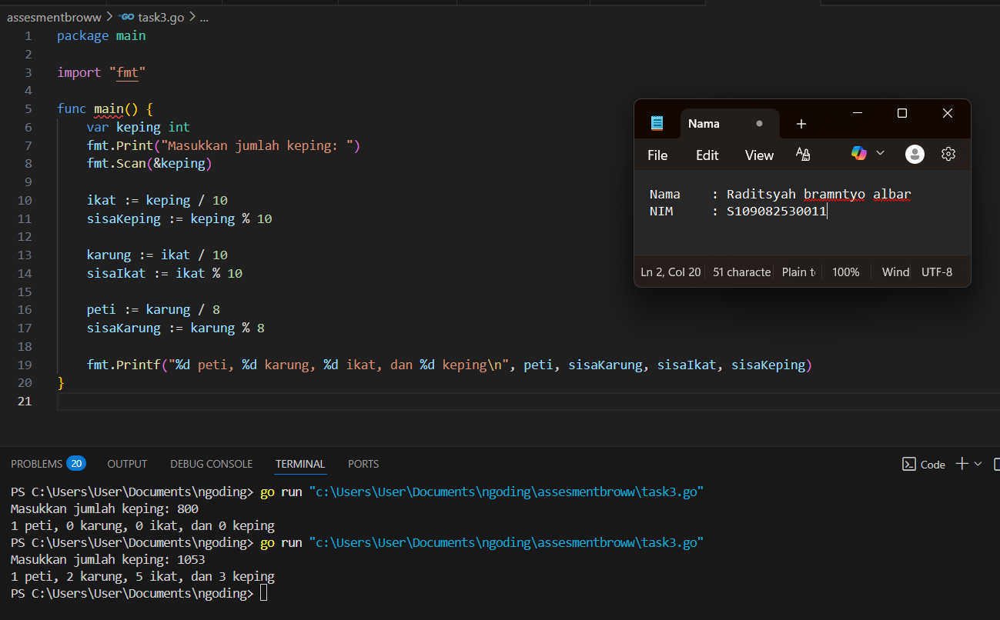 assesmentbroww > GO task3.go > ...
1 package main
2
3 import "fmt"
4
5 func main() {
6 var keping int
7 fmt.Print("Masukkan jumlah keping: ")
8 fmt.Scan(&keping)
9
10 ikat := keping / 10
11 sisaKeping := keping % 10
12
13 karung := ikat / 10
14 sisaIkat := ikat % 10
15
16 peti := karung / 8
17 sisaKarung := karung % 8
18
19 fmt.Printf("%d peti, %d karung, %d ikat, dan %d keping\n", peti, sisaKarung, sisaIkat, sisaKeping)
20 }
21
Nama
File Edit View
Nama : Raditsyah bramntyo albar
NIM : S109082530011
Ln 2, Col 20 51 characte Plain t 100% Wind UTF-8
PROBLEMS 20 OUTPUT DEBUG CONSOLE TERMINAL PORTS Code
PS C:\Users\User\Documents\ngoding> go run "c:\Users\User\Documents\ngoding\assesmentbroww\task3.go"
Masukkan jumlah keping: 800
1 peti, 0 karung, 0 ikat, dan 0 keping
PS C:\Users\User\Documents\ngoding> go run "c:\Users\User\Documents\ngoding\assesmentbroww\task3.go"
Masukkan jumlah keping: 1053
1 peti, 2 karung, 5 ikat, dan 3 keping
PS C:\Users\User\Documents\ngoding>